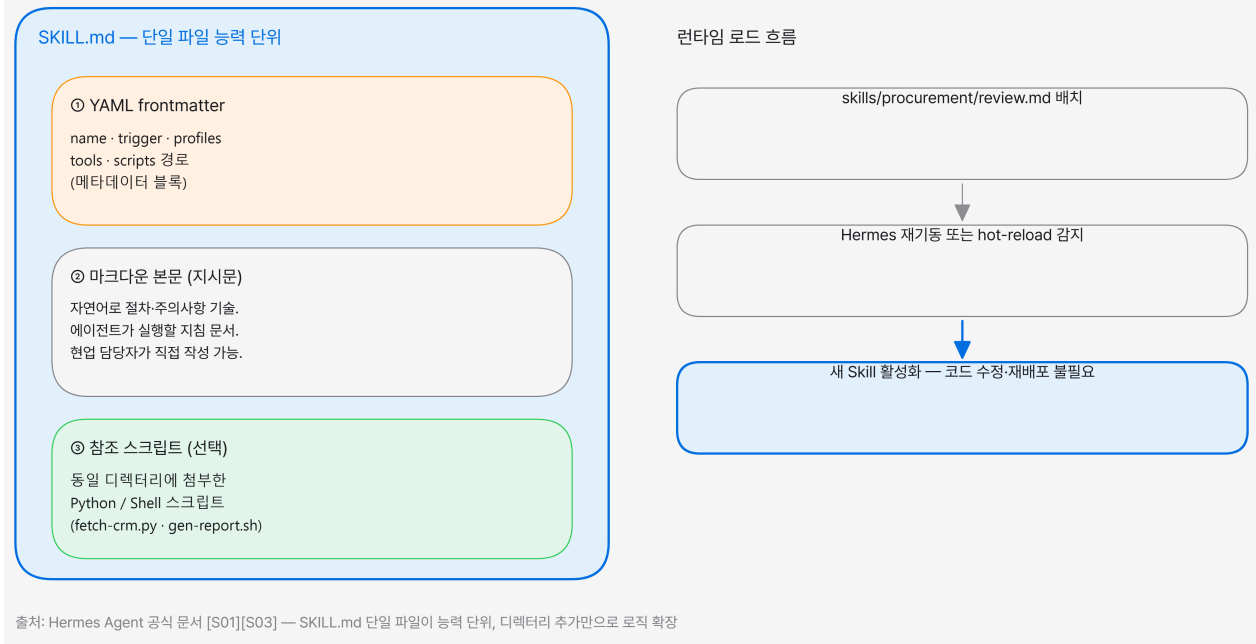 SKILL.md — 단일 파일 능력 단위
① YAML frontmatter
name · trigger · profiles
tools · scripts 경로
(메타데이터 블록)
② 마크다운 본문 (지시문)
자연어로 절차·주의사항 기술.
에이전트가 실행할 지침 문서.
현업 담당자가 직접 작성 가능.
③ 참조 스크립트 (선택)
동일 디렉터리에 첨부한
Python / Shell 스크립트
(fetch-crm.py · gen-report.sh)
런타임 로드 흐름
skills/procurement/review.md 배치
Hermes 재기동 또는 hot-reload 감지
새 Skill 활성화 — 코드 수정·재배포 불필요
출처: Hermes Agent 공식 문서 [S01][S03] — SKILL.md 단일 파일이 능력 단위, 디렉터리 추가만으로 로직 확장